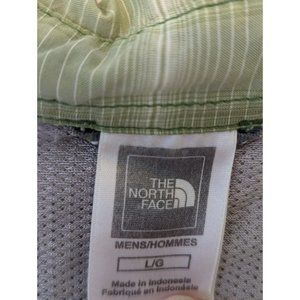 THE
NORTH
FACE
MENS/HOMMES
L/G
Made in Indonesia
Fabriqué en Indonésie